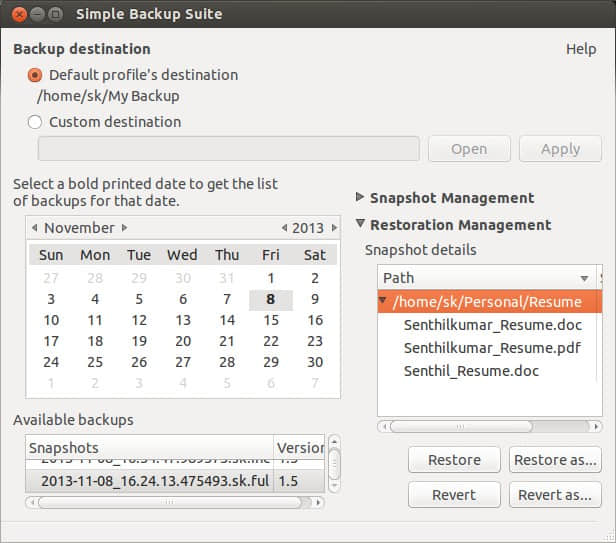 Simple Backup Suite
Backup destination
Help
Default profile's destination
/home/sk/My Backup
Custom destination
Open
Apply
Select a bold printed date to get the list
of backups for that date.
November 2013
Sun Mon Tue Wed Thu Fri Sat
27 28 29 30 31 1 2
3 4 5 6 7 8 9
10 11 12 13 14 15 16
17 18 19 20 21 22 23
24 25 26 27 28 29 30
1 2 3 4 5 6 7
Available backups
Snapshots Version
2013-11-08_16.24.13.475493.sk.ful 1.5
Snapshot Management
Restoration Management
Snapshot details
Path
/home/sk/Personal/Resume
Senthilkumar_Resume.doc
Senthilkumar_Resume.pdf
Senthil_Resume.doc
Restore
Restore as...
Revert
Revert as...